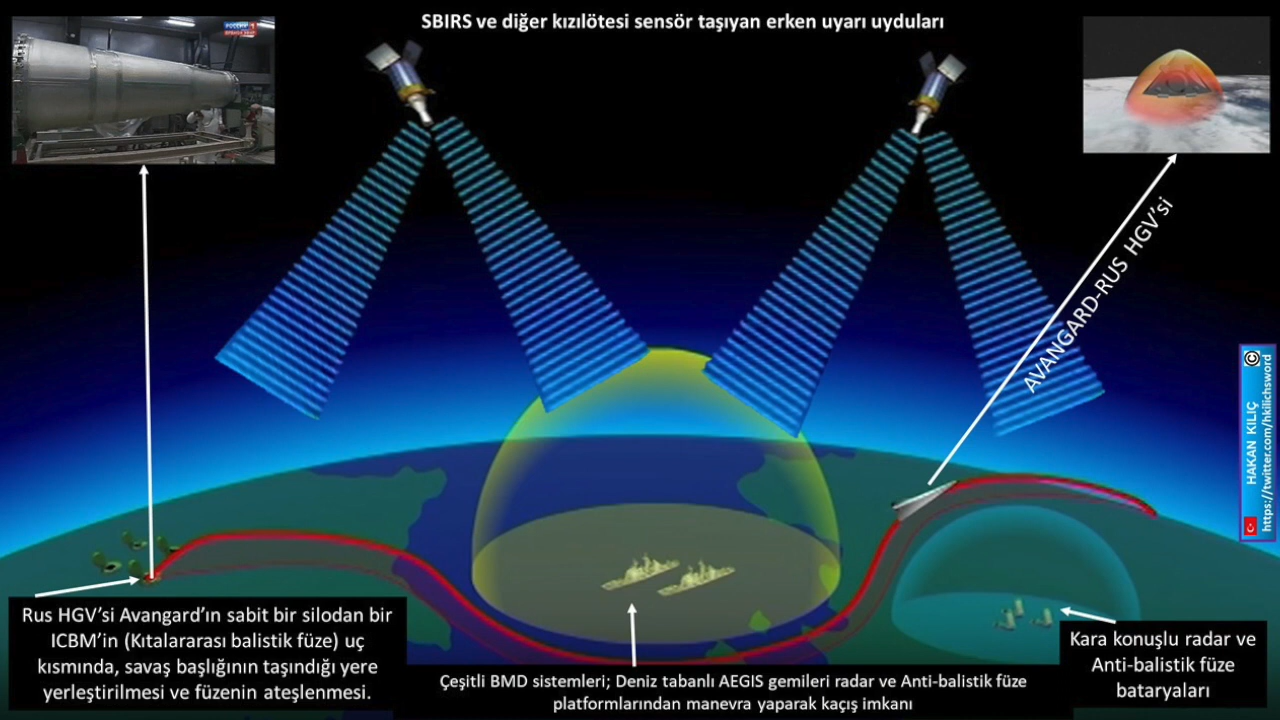 SBIRS ve diğer kızılötesi sensör taşıyan erken uyarı uyduları
РОССИЯ 1
AVANGARD-RUS HGV'si
HAKAN KILIÇ ©
https://twitter.com/hkilichsword
Rus HGV'si Avangard'ın sabit bir silodan bir
ICBM'in (Kıtalararası balistik füze) uç
kısmında, savaş başlığının taşındığı yere
yerleştirilmesi ve füzenin ateşlenmesi.
Çeşitli BMD sistemleri; Deniz tabanlı AEGIS gemileri radar ve Anti-balistik füze
platformlarından manevra yaparak kaçış imkanı
Kara konuşlu radar ve
Anti-balistik füze
bataryaları